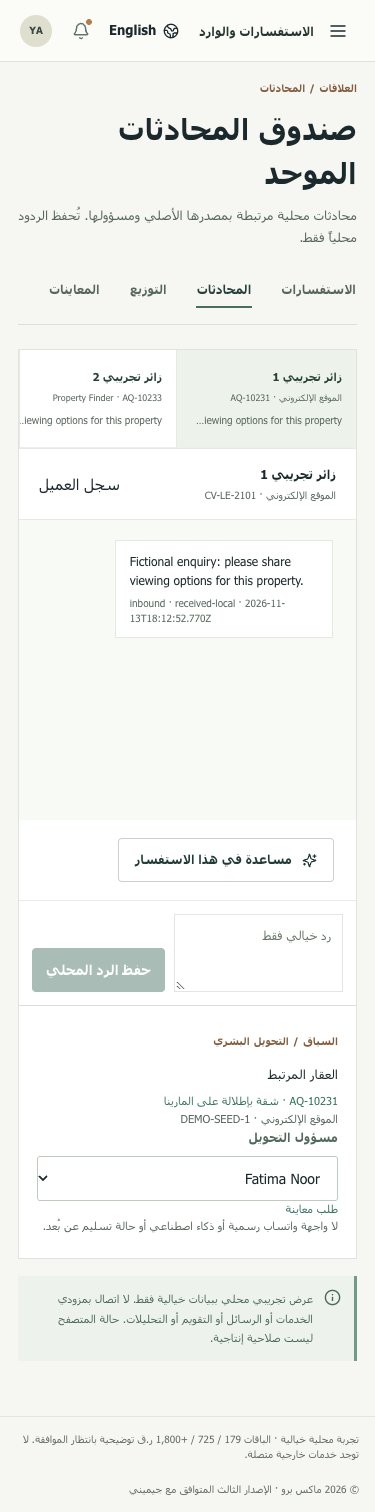 الاستفسارات والوارد
English
YA
العلاقات / المحادثات
صندوق المحادثات
الموحد
محادثات محلية مرتبطة بمصدرها الأصلي ومسؤولها. تُحفظ الردود
محلياً فقط.
الاستفسارات
المحادثات
التوزيع
المعاينات
زائر تجريبي 1
الموقع الإلكتروني · AQ-10231
...iewing options for this property
زائر تجريبي 2
Property Finder · AQ-10233
...iewing options for this property
زائر تجريبي 1
الموقع الإلكتروني · CV-LE-2101
سجل العميل
Fictional enquiry: please share
viewing options for this property.
inbound · received-local · 2026-11-
13T18:12:52.770Z
مساعدة في هذا الاستفسار
رد خيالي فقط
حفظ الرد المحلي
السياق / التحويل البشري
العقار المرتبط
AQ-10231 · شقة بإطلالة على المارينا
الموقع الإلكتروني · DEMO-SEED-1
مسؤول التحويل
Fatima Noor
طلب معاينة
لا واجهة واتساب رسمية أو ذكاء اصطناعي أو حالة تسليم عن بُعد.
عرض تجريبي محلي ببيانات خيالية فقط. لا اتصال بمزودي
الخدمات أو الرسائل أو التقويم أو التحليلات. حالة المتصفح
ليست صلاحية إنتاجية.
تجربة محلية خيالية · الباقات 179 / 725 / 1,800+ ر.ق توضيحية بانتظار الموافقة. لا
توجد خدمات خارجية متصلة.
© 2026 ماكس برو · الإصدار الثالث المتوافق مع جيميني